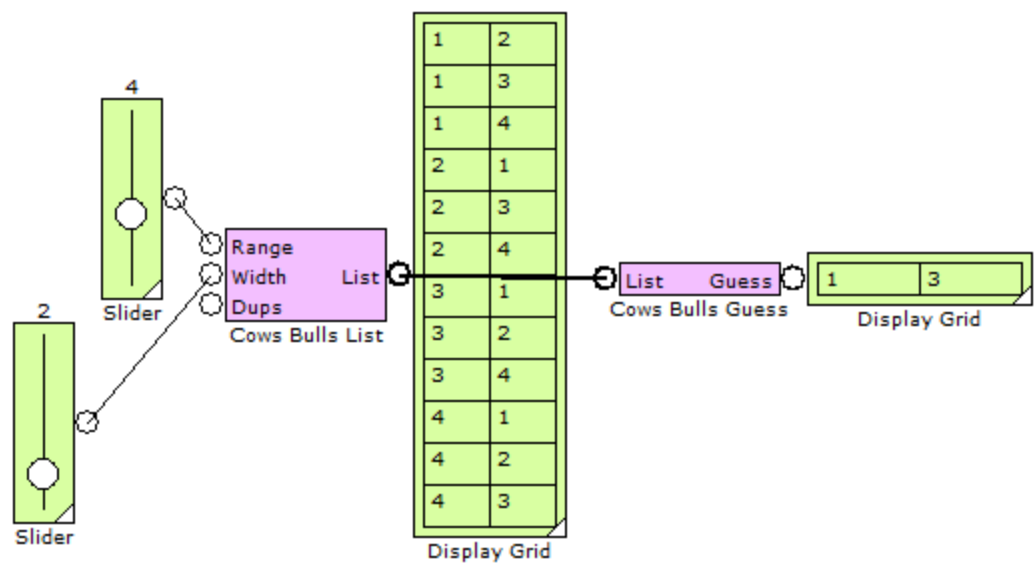 4
Slider
2
Slider
Range
Width List
Dups
Cows Bulls List
1 2
1 3
1 4
2 1
2 3
2 4
3 1
3 2
3 4
4 1
4 2
4 3
Display Grid
List Guess
Cows Bulls Guess
1 3
Display Grid